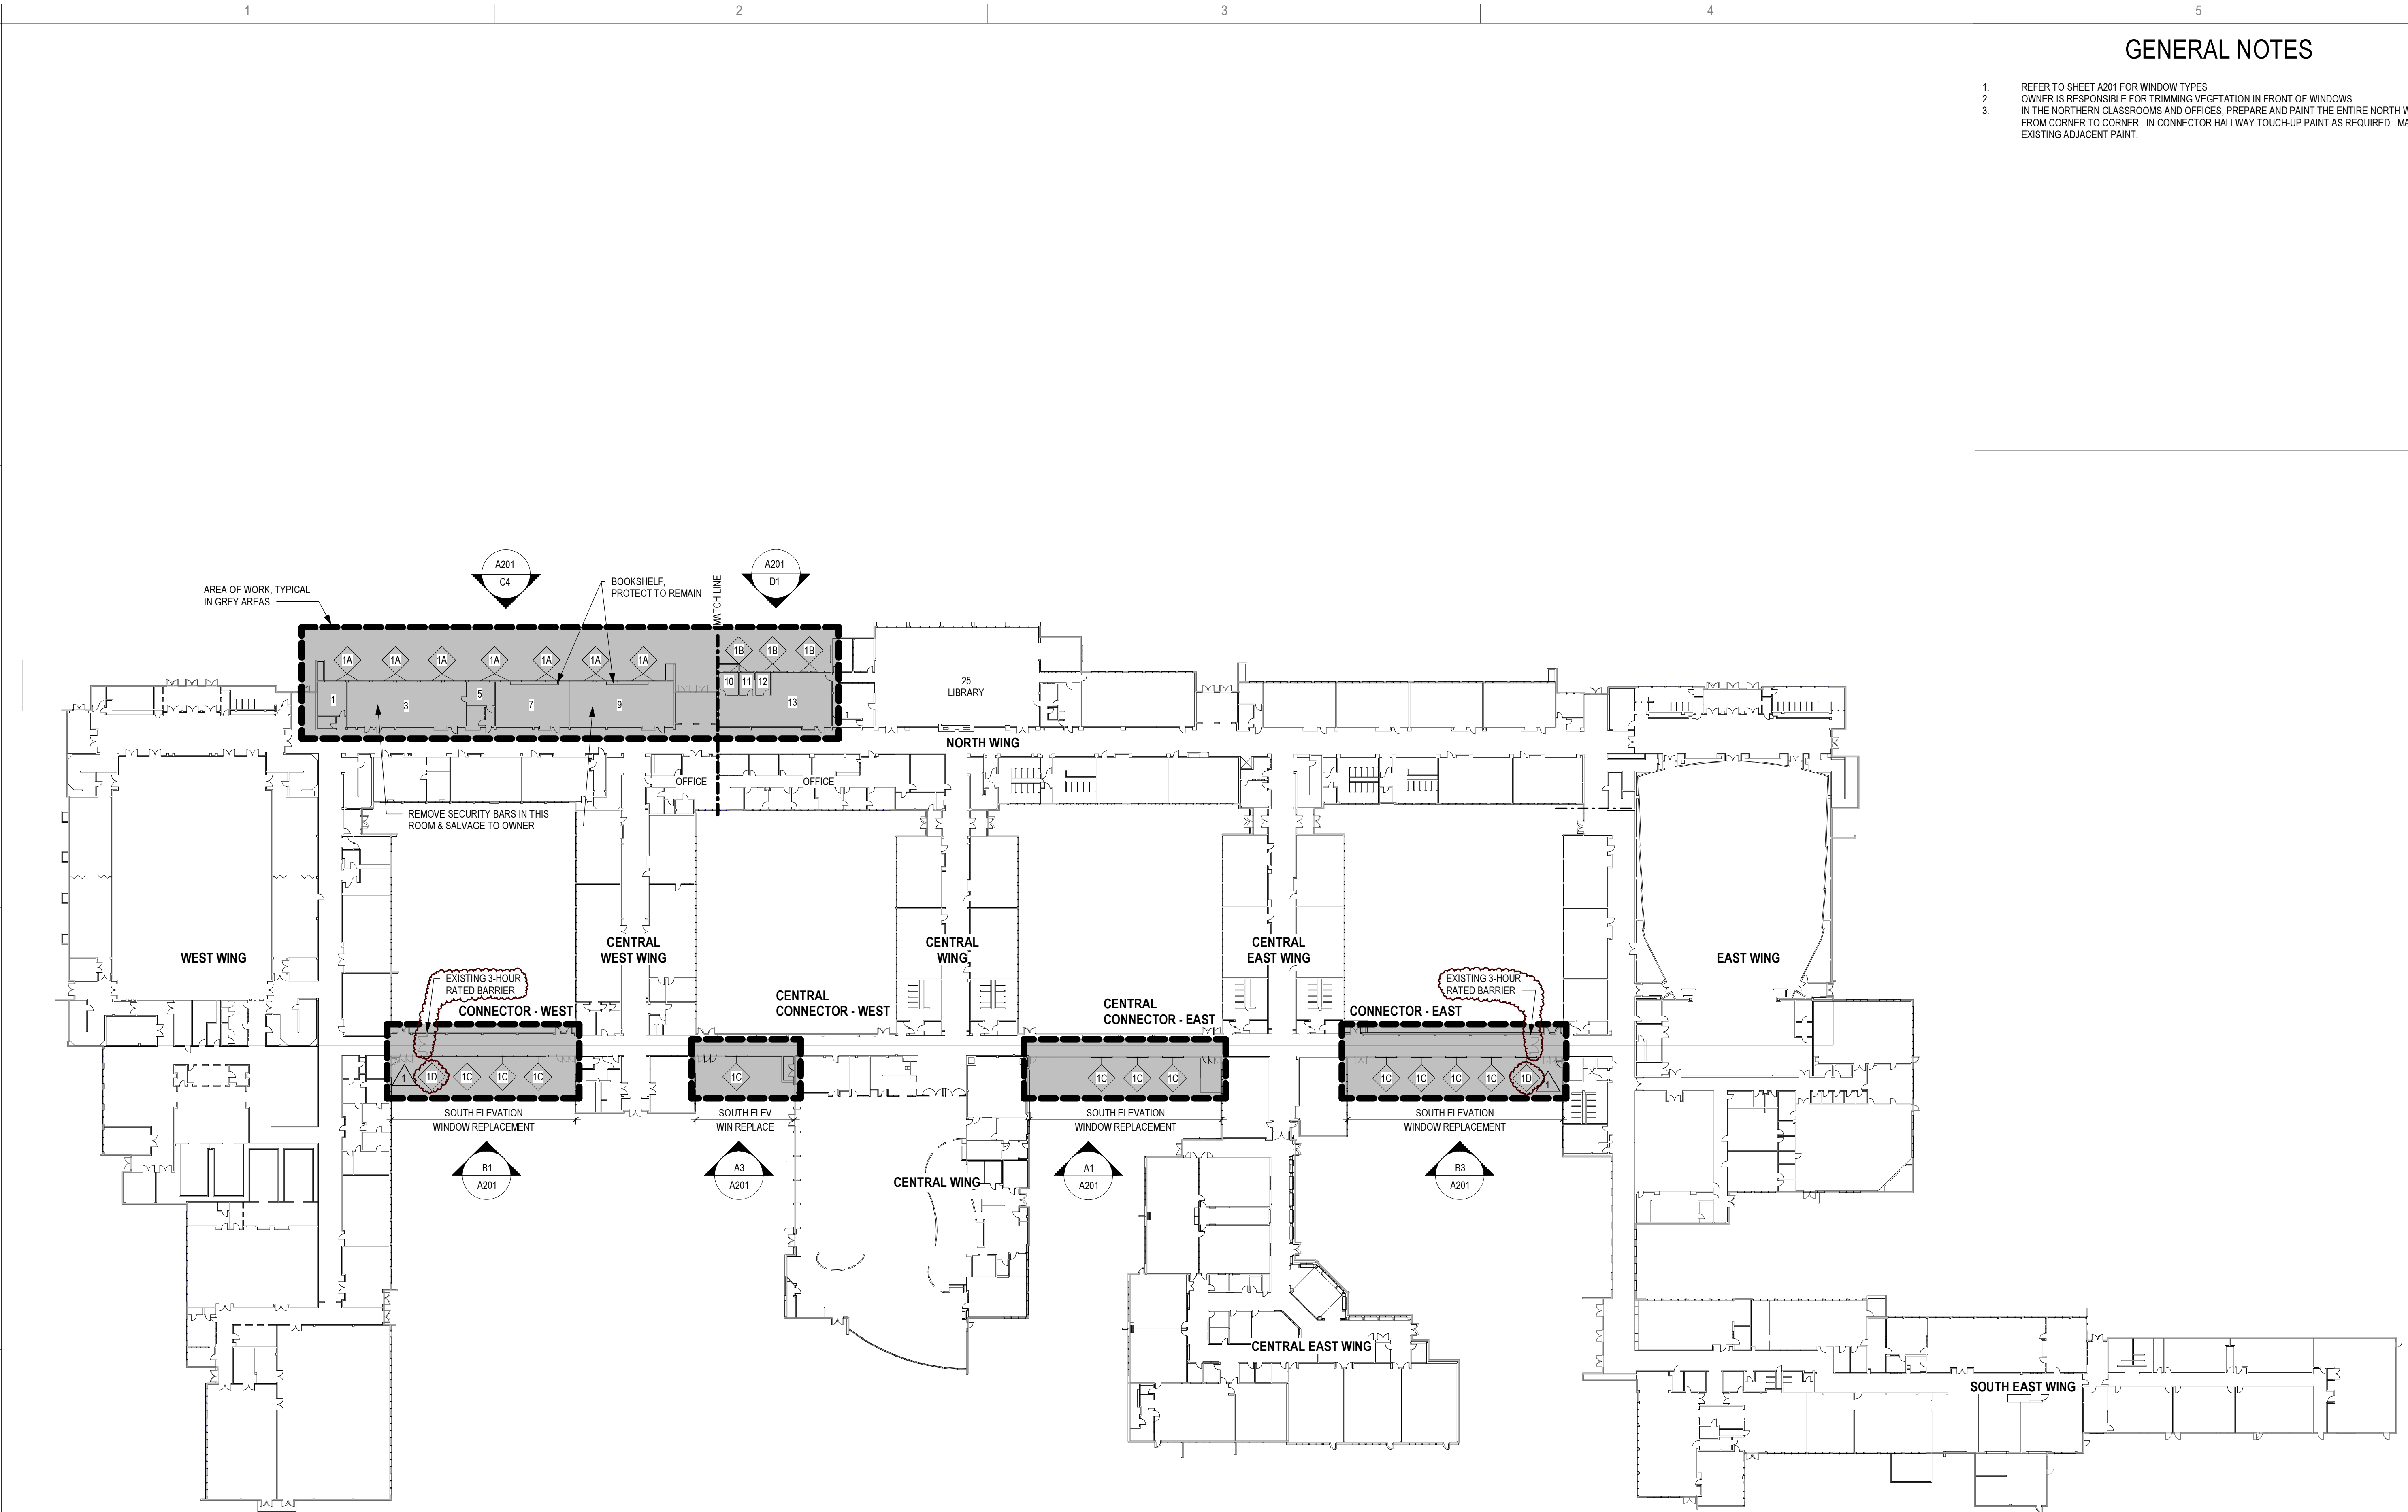 1
2
3
4
5
GENERAL NOTES
1. REFER TO SHEET A201 FOR WINDOW TYPES
2. OWNER IS RESPONSIBLE FOR TRIMMING VEGETATION IN FRONT OF WINDOWS
3. IN THE NORTHERN CLASSROOMS AND OFFICES, PREPARE AND PAINT THE ENTIRE NORTH
FROM CORNER TO CORNER. IN CONNECTOR HALLWAY TOUCH-UP PAINT AS REQUIRED.
EXISTING ADJACENT PAINT.
A201
C4
A201
D1
AREA OF WORK, TYPICAL
IN GREY AREAS
BOOKSHELF,
PROTECT TO REMAIN
MATCH LINE
1A
1A
1A
1A
1A
1A
1A
1B
1B
1B
1
3
5
7
9
10
11
12
13
25
LIBRARY
NORTH WING
OFFICE
OFFICE
REMOVE SECURITY BARS IN THIS
ROOM & SALVAGE TO OWNER
WEST WING
CENTRAL
WEST WING
CENTRAL
WING
CENTRAL
EAST WING
EAST WING
EXISTING 3-HOUR
RATED BARRIER
CONNECTOR - WEST
CENTRAL
CONNECTOR - WEST
CENTRAL
CONNECTOR - EAST
EXISTING 3-HOUR
RATED BARRIER
CONNECTOR - EAST
1
1D
1C
1C
1C
1C
1C
1C
1C
1C
1C
1C
1C
1D
1
SOUTH ELEVATION
WINDOW REPLACEMENT
SOUTH ELEV
WIN REPLACE
SOUTH ELEVATION
WINDOW REPLACEMENT
SOUTH ELEVATION
WINDOW REPLACEMENT
B1
A201
A3
A201
A1
A201
B3
A201
CENTRAL WING
CENTRAL EAST WING
SOUTH EAST WING